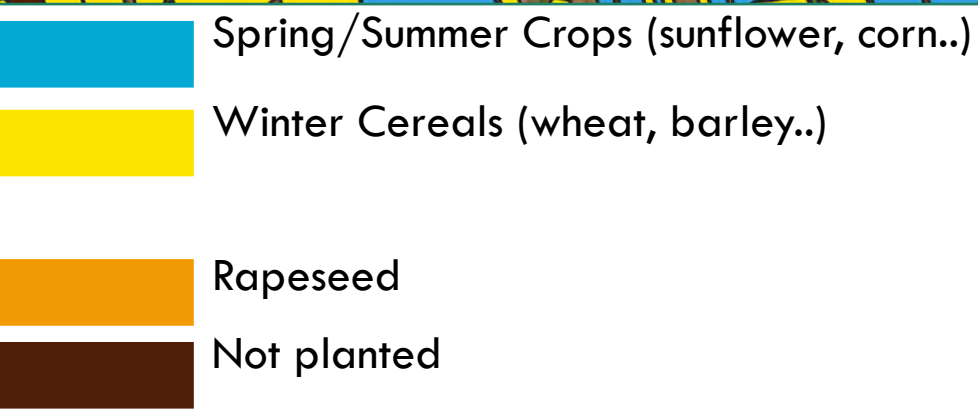 Spring/Summer Crops (sunflower, corn..)
Winter Cereals (wheat, barley..)
Rapeseed
Not planted